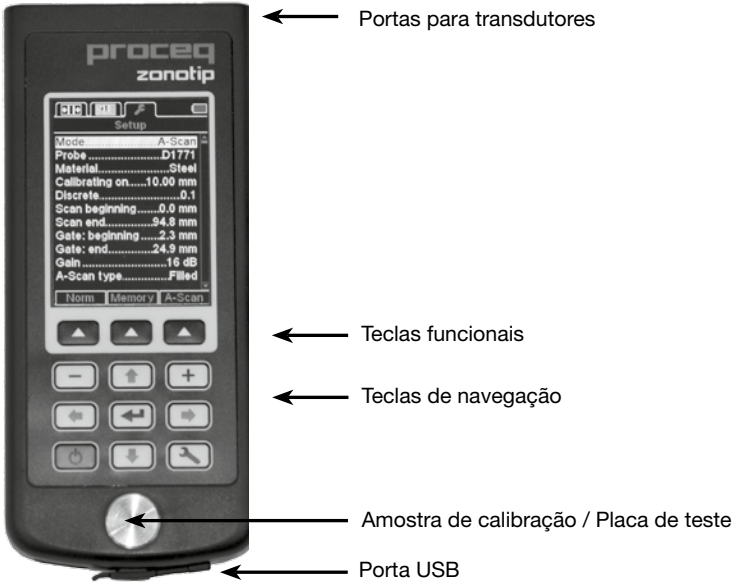 Portas para transdutores
proceq
zonotip
Setup
Mode A-Scan
Probe ................... D1771
Material ................... Steel
Calibrating on.....10.00 mm
Discrete ................... 0.1
Scan beginning.......0.0 mm
Scan end ............ 94.8 mm
Gate: beginning .....2.3 mm
Gate: end ............ 24.9 mm
Gain ................... 16 dB
A-Scan type ............ Filled
Norm Memory A-Scan
Teclas funcionais
Teclas de navegação
Amostra de calibração / Placa de teste
Porta USB